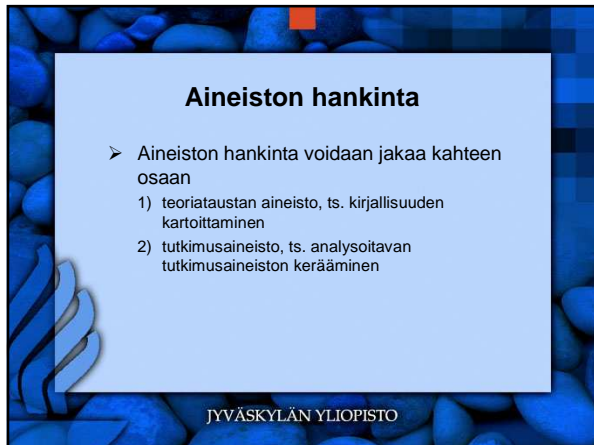 Aineiston hankinta
➢ Aineiston hankinta voidaan jakaa kahteen
osaan
1) teoriataustan aineisto, ts. kirjallisuuden
kartoittaminen
2) tutkimusaineisto, ts. analysoitavan
tutkimusaineiston kerääminen
JYVÄSKYLÄN YLIOPISTO